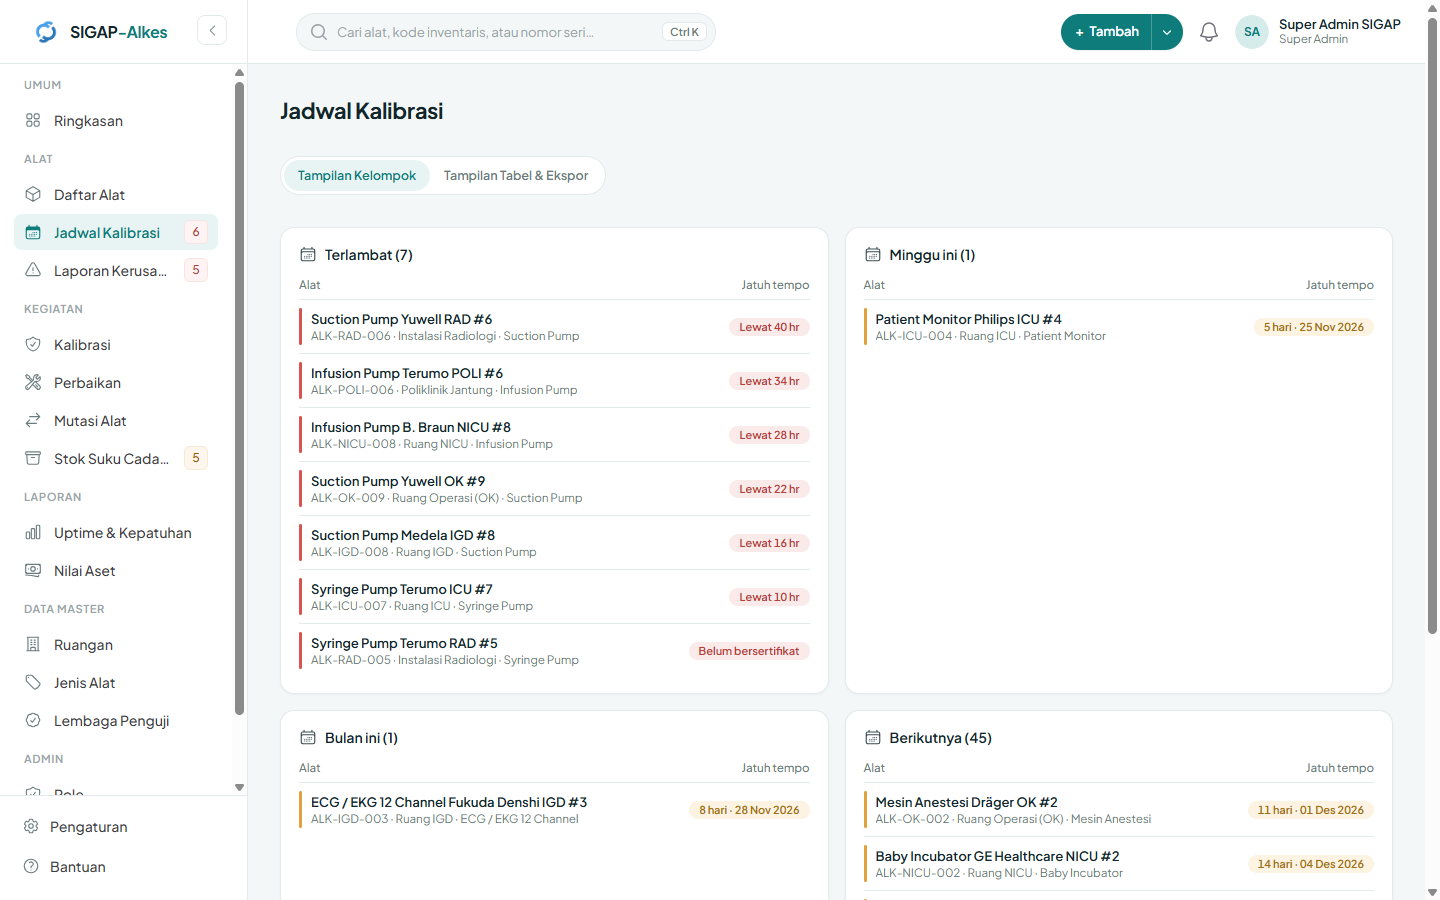 SIGAP-Alkes
Cari alat, kode inventaris, atau nomor seri...
Ctrl K
+ Tambah
SA
Super Admin SIGAP
Super Admin
UMUM
Ringkasan
ALAT
Daftar Alat
Jadwal Kalibrasi 6
Laporan Kerusa... 5
KEGIATAN
Kalibrasi
Perbaikan
Mutasi Alat
Stok Suku Cada... 5
LAPORAN
Uptime & Kepatuhan
Nilai Aset
DATA MASTER
Ruangan
Jenis Alat
Lembaga Penguji
ADMIN
Role
Pengaturan
Bantuan
Jadwal Kalibrasi
Tampilan Kelompok
Tampilan Tabel & Ekspor
Terlambat (7)
Alat Jatuh tempo
Suction Pump Yuwell RAD #6
ALK-RAD-006 · Instalasi Radiologi · Suction Pump
Lewat 40 hr
Infusion Pump Terumo POLI #6
ALK-POLI-006 · Poliklinik Jantung · Infusion Pump
Lewat 34 hr
Infusion Pump B. Braun NICU #8
ALK-NICU-008 · Ruang NICU · Infusion Pump
Lewat 28 hr
Suction Pump Yuwell OK #9
ALK-OK-009 · Ruang Operasi (OK) · Suction Pump
Lewat 22 hr
Suction Pump Medela IGD #8
ALK-IGD-008 · Ruang IGD · Suction Pump
Lewat 16 hr
Syringe Pump Terumo ICU #7
ALK-ICU-007 · Ruang ICU · Syringe Pump
Lewat 10 hr
Syringe Pump Terumo RAD #5
ALK-RAD-005 · Instalasi Radiologi · Syringe Pump
Belum bersertifikat
Minggu ini (1)
Alat Jatuh tempo
Patient Monitor Philips ICU #4
ALK-ICU-004 · Ruang ICU · Patient Monitor
5 hari · 25 Nov 2026
Bulan ini (1)
Alat Jatuh tempo
ECG / EKG 12 Channel Fukuda Denshi IGD #3
ALK-IGD-003 · Ruang IGD · ECG / EKG 12 Channel
8 hari · 28 Nov 2026
Berikutnya (45)
Alat Jatuh tempo
Mesin Anestesi Dräger OK #2
ALK-OK-002 · Ruang Operasi (OK) · Mesin Anestesi
11 hari · 01 Des 2026
Baby Incubator GE Healthcare NICU #2
ALK-NICU-002 · Ruang NICU · Baby Incubator
14 hari · 04 Des 2026